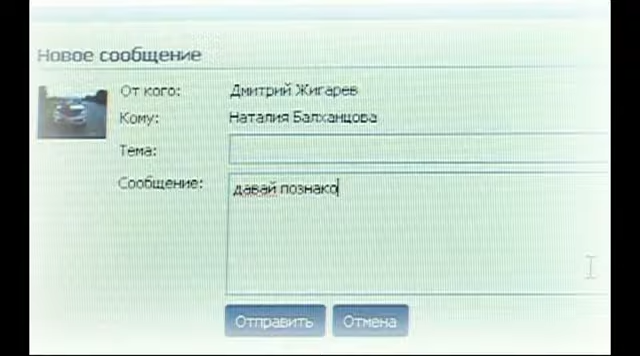 Новое сообщение
От кого: Дмитрий Жигарев
Кому: Наталия Балханцова
Тема:
Сообщение: давай познако
Отправить Отмена